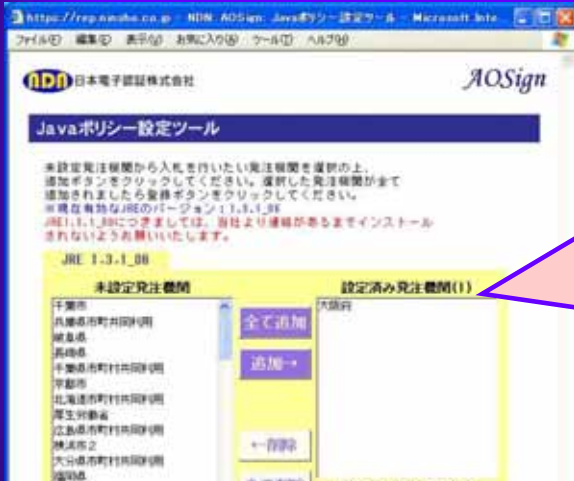 NDN: AOSign: Javaポリシー設定ツール - Microsoft Inte
ファイル(F) 編集(E) 表示(V) お気に入り(A) ツール(T) ヘルプ(H)
NDN 日本電子認証株式会社
AOSign
Javaポリシー設定ツール
未設定発注機関から入札を行いたい発注機関を選択の上、
追加ボタンをクリックしてください。選択した発注機関が全て
追加されましたら登録ボタンをクリックしてください。
※現在有効なJREのバージョン：1.3.1_08
につきましては、当社より連絡があるまでインストール
されないようお願いいたします。
JRE 1.3.1_08
未設定発注機関
設定済み発注機関(1)
千葉市
兵庫県市町共同利用
岐阜県
長崎県
千葉県市町村共同利用
京都市
北海道市町村共同利用
厚生労働省
広島県市町村共同利用
横浜市2
大分県市町村共同利用
福岡県
全て追加
追加→
←削除
大阪府